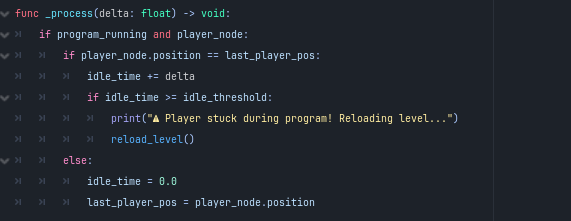 func _process(delta: float) -> void:
    if program_running and player_node:
        if player_node.position == last_player_pos:
            idle_time += delta
            if idle_time >= idle_threshold:
                print("⚠ Player stuck during program! Reloading level...")
                reload_level()
        else:
            idle_time = 0.0
            last_player_pos = player_node.position